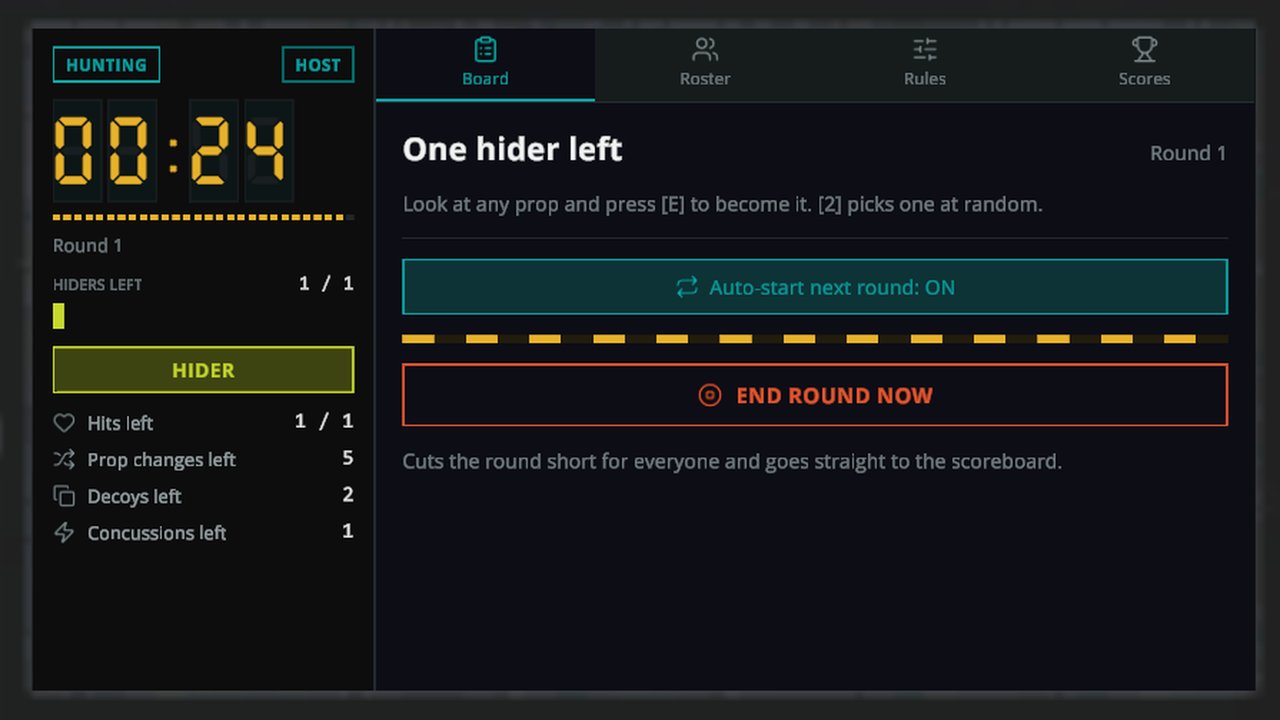 HUNTING
HOST
00:24
Round 1
HIDERS LEFT 1 / 1
HIDER
Hits left 1 / 1
Prop changes left 5
Decoys left 2
Concussions left 1
Board
Roster
Rules
Scores
One hider left
Round 1
Look at any prop and press [E] to become it. [2] picks one at random.
Auto-start next round: ON
END ROUND NOW
Cuts the round short for everyone and goes straight to the scoreboard.